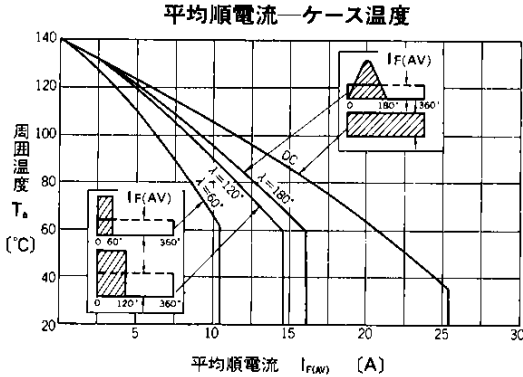 平均順電流―ケース温度
140
120
100
80
60
40
20
周囲温度
Ta
〔℃〕
I F(AV)
0 180° 360°
DC
λ=180°
λ=120°
λ=60°
I F(AV)
0 60° 360°
0 120° 360°
0 5 10 15 20 25 30
平均順電流 IF(AV) 〔A〕